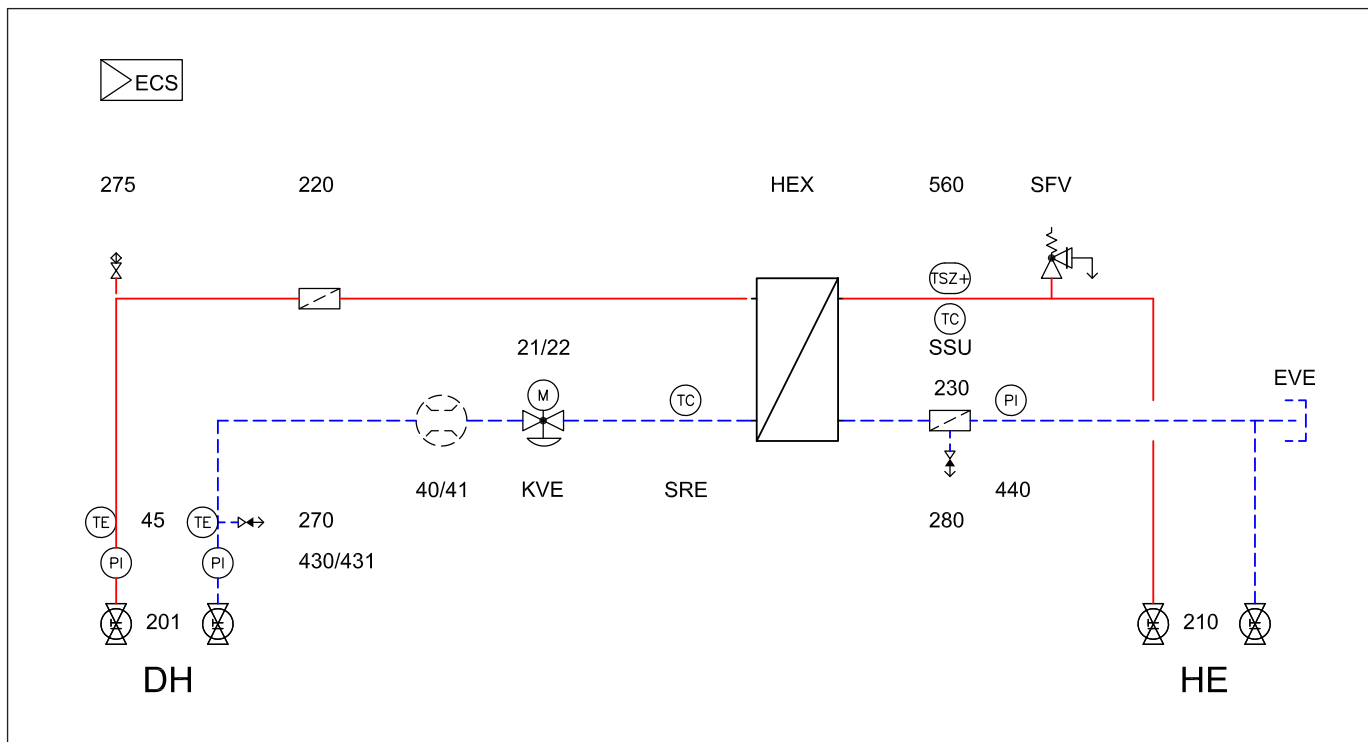 ECS
275 220 HEX 560 SFV
TSZ+
TC
21/22 SSU
EVE
230
M TC PI
40/41 KVE SRE 440
TE 45 TE 270 280
PI PI 430/431
201 210
DH HE